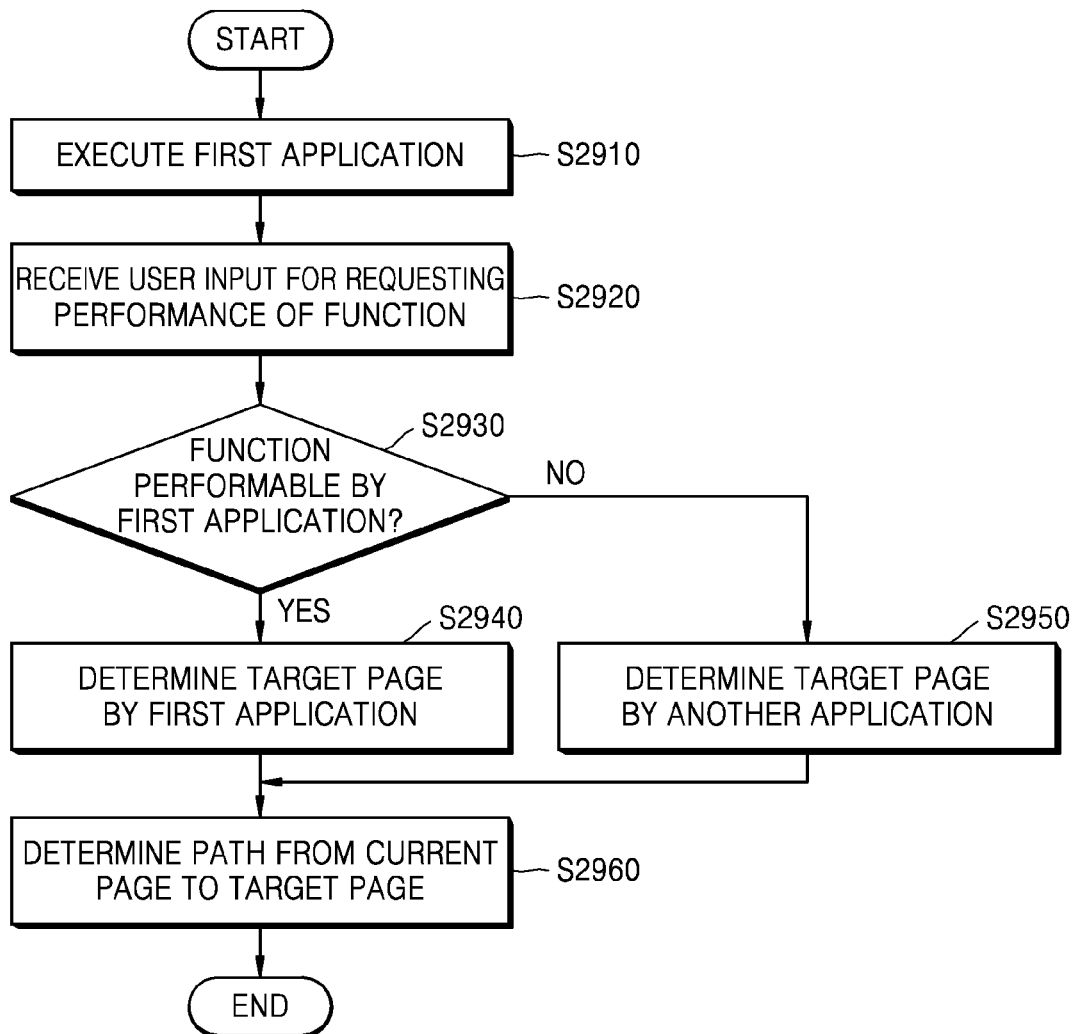 START
EXECUTE FIRST APPLICATION
S2910
RECEIVE USER INPUT FOR REQUESTING
PERFORMANCE OF FUNCTION
S2920
S2930
FUNCTION
PERFORMABLE BY
FIRST APPLICATION?
NO
YES
S2940
DETERMINE TARGET PAGE
BY FIRST APPLICATION
S2950
DETERMINE TARGET PAGE
BY ANOTHER APPLICATION
DETERMINE PATH FROM CURRENT
PAGE TO TARGET PAGE
S2960
END